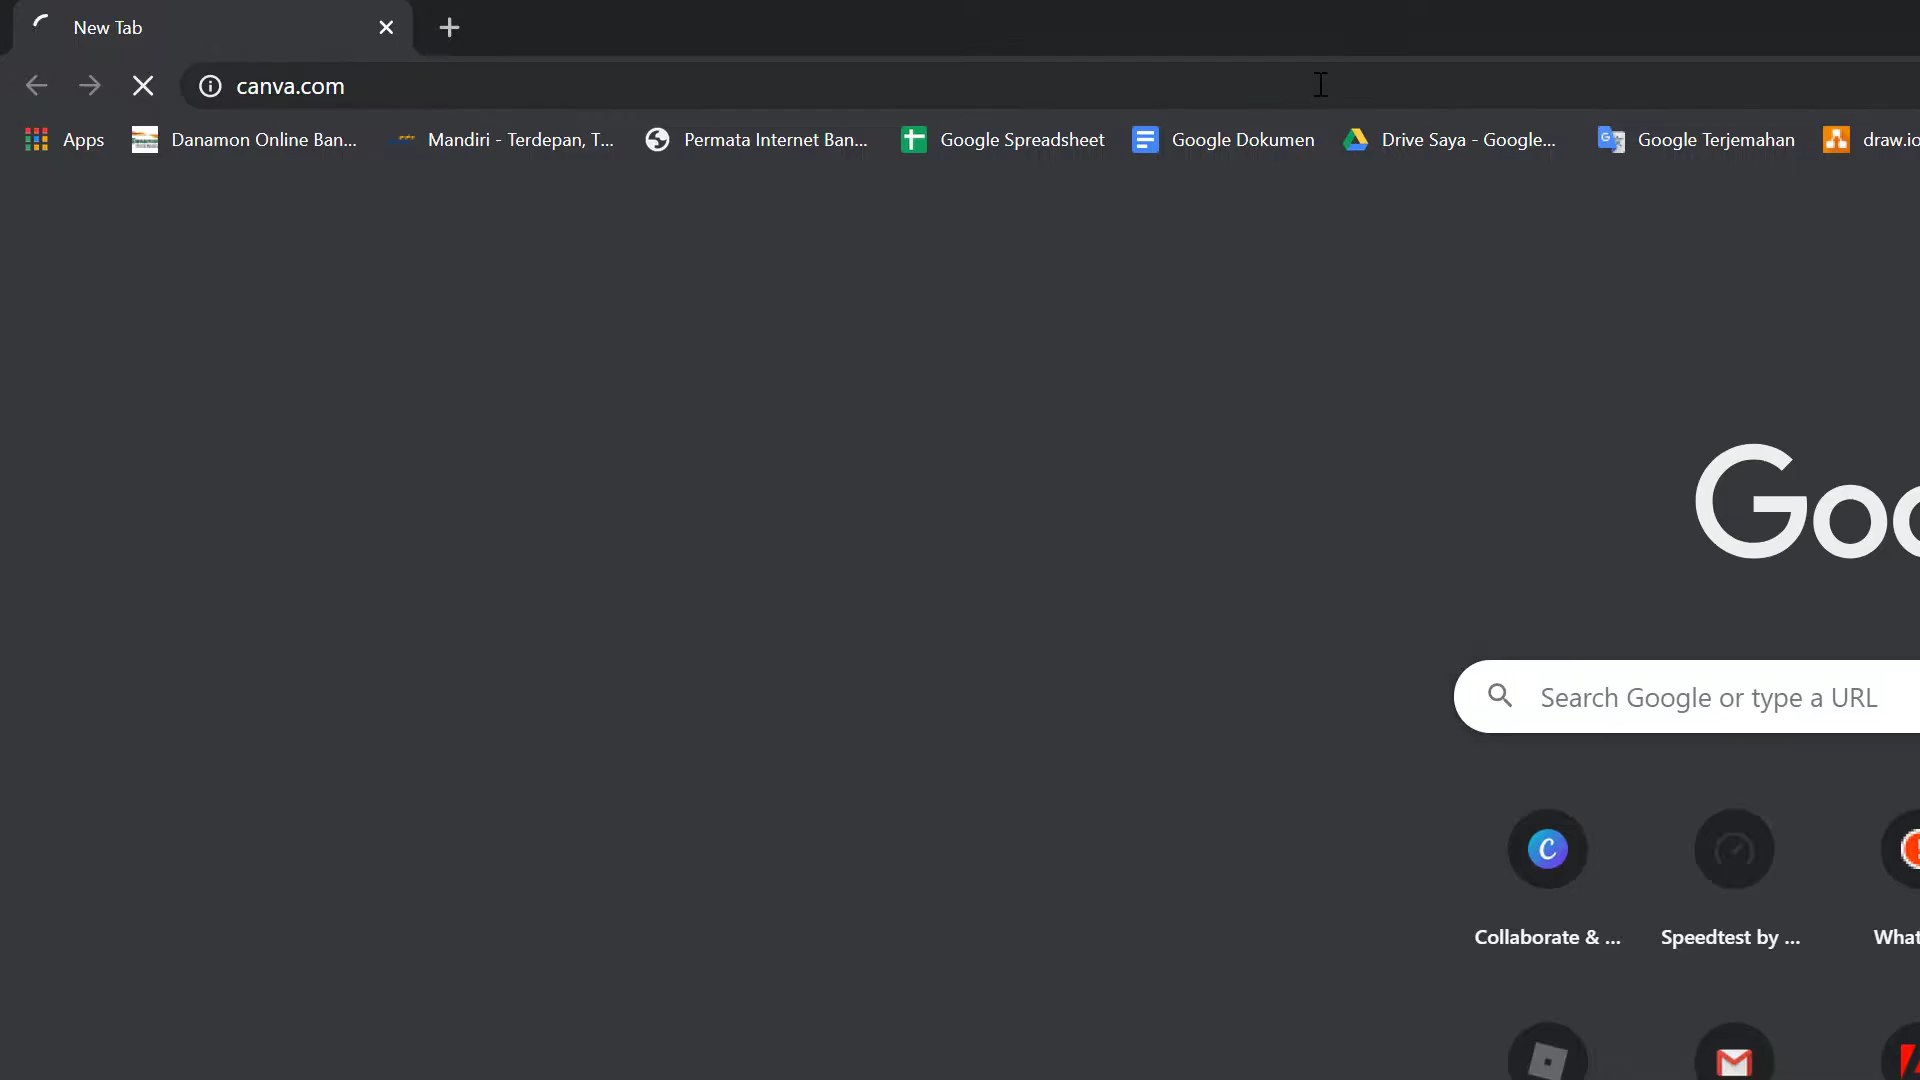 New Tab
canva.com
Apps Danamon Online Ban... Mandiri - Terdepan, T... Permata Internet Ban... Google Spreadsheet Google Dokumen Drive Saya - Google... Google Terjemahan draw.io
Goo
Search Google or type a URL
Collaborate & ... Speedtest by ... What